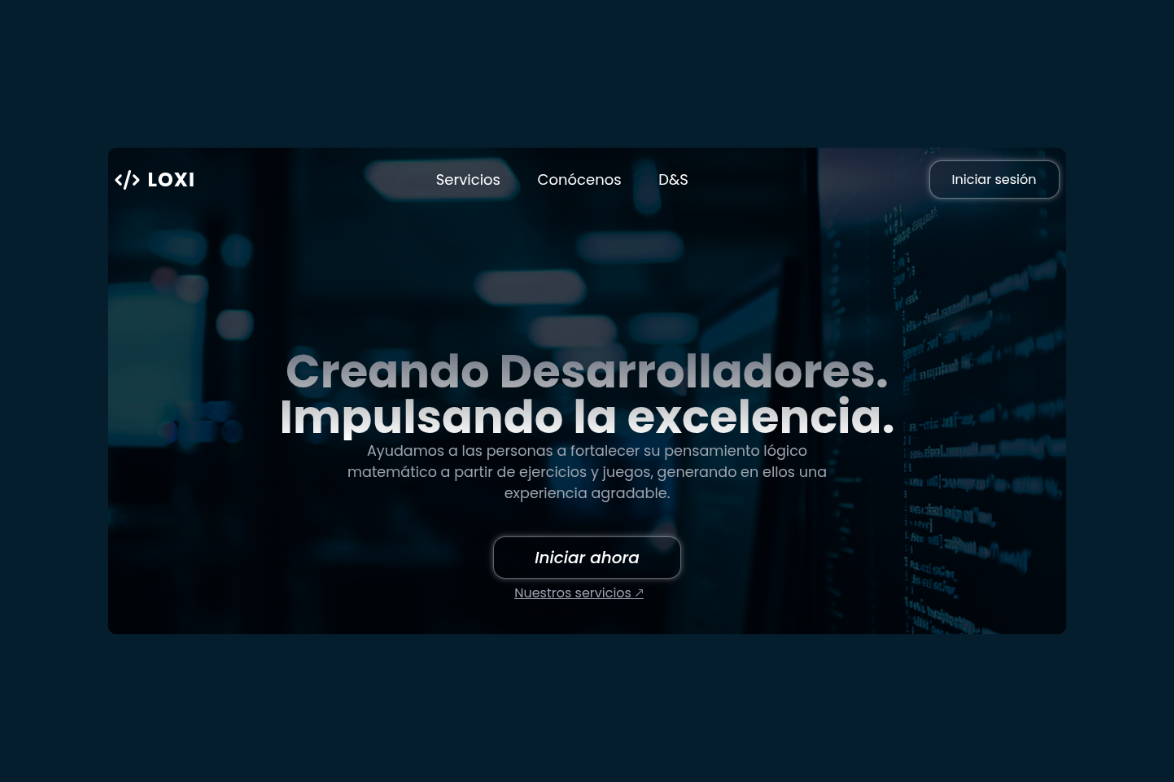 </> LOXI
Servicios
Conócenos
D&S
Iniciar sesión
Creando Desarrolladores.
Impulsando la excelencia.
Ayudamos a las personas a fortalecer su pensamiento lógico
matemático a partir de ejercicios y juegos, generando en ellos una
experiencia agradable.
Iniciar ahora
Nuestros servicios ↗